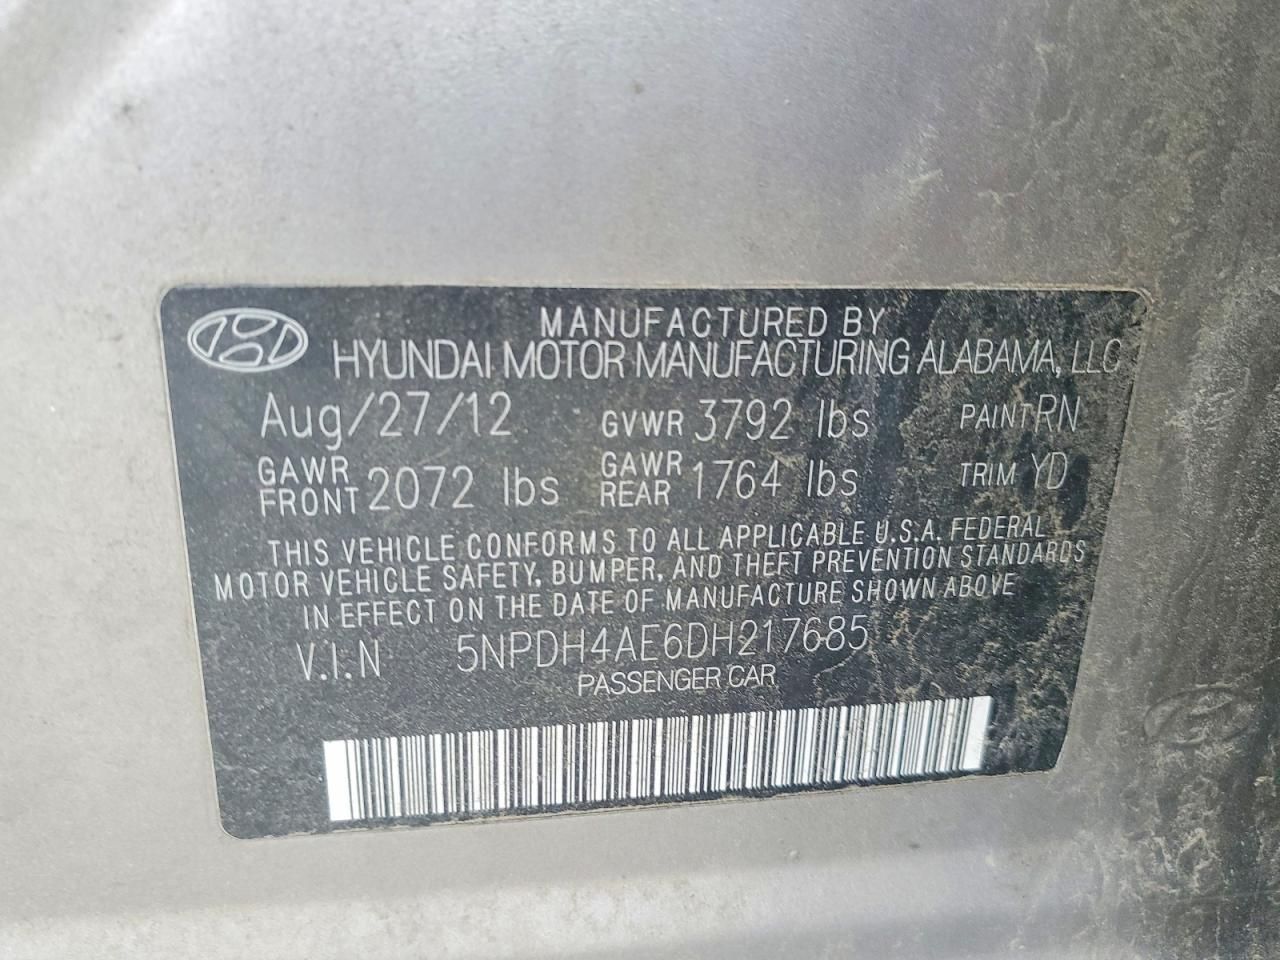 MANUFACTURED BY
HYUNDAI MOTOR MANUFACTURING ALABAMA, LLC
Aug/27/12 GVWR 3792 lbs PAINT RN
GAWR FRONT 2072 lbs GAWR REAR 1764 lbs TRIM YD
THIS VEHICLE CONFORMS TO ALL APPLICABLE U.S.A. FEDERAL
MOTOR VEHICLE SAFETY, BUMPER, AND THEFT PREVENTION STANDARDS
IN EFFECT ON THE DATE OF MANUFACTURE SHOWN ABOVE
V.I.N 5NPDH4AE6DH217685
PASSENGER CAR